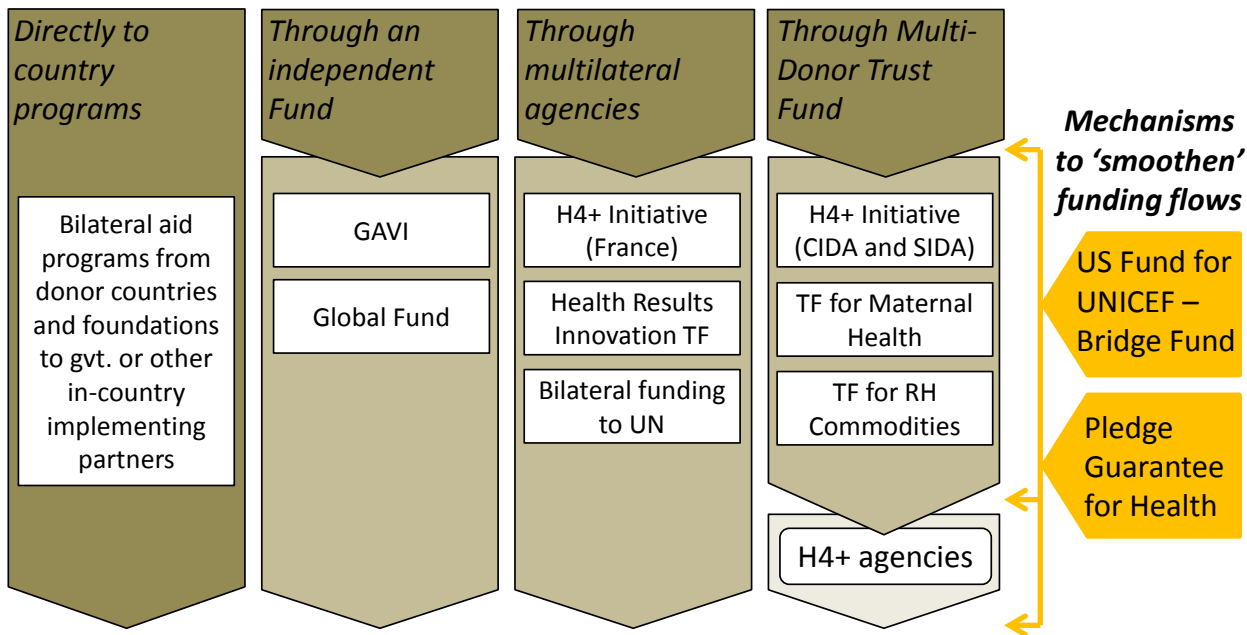 Directly to
country
programs
Bilateral aid
programs from
donor countries
and foundations
to gvt. or other
in-country
implementing
partners
Through an
independent
Fund
GAVI
Global Fund
Through
multilateral
agencies
H4+ Initiative
(France)
Health Results
Innovation TF
Bilateral funding
to UN
Through Multi-
Donor Trust
Fund
H4+ Initiative
(CIDA and SIDA)
TF for Maternal
Health
TF for RH
Commodities
H4+ agencies
Mechanisms
to ‘smoothen’
funding flows
US Fund for
UNICEF –
Bridge Fund
Pledge
Guarantee
for Health